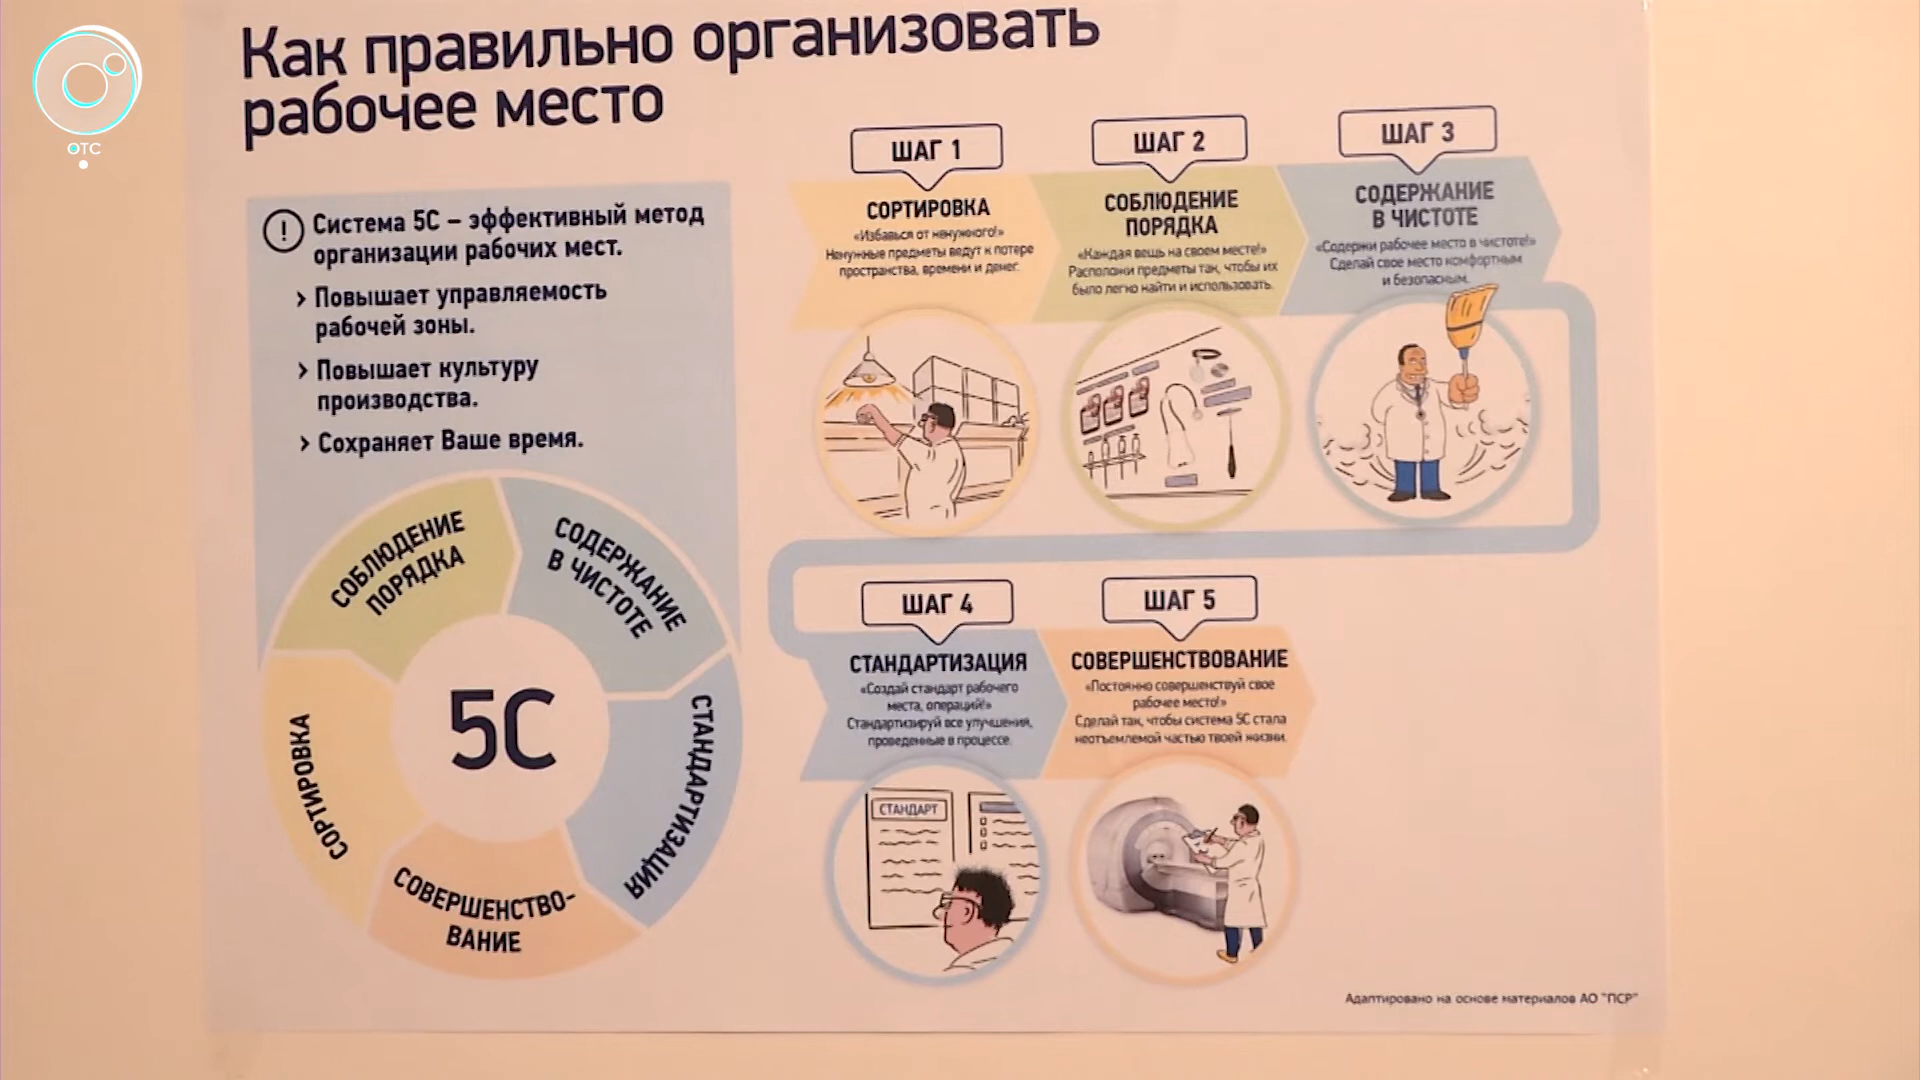 ОТС
Как правильно организовать
рабочее место
! Система 5С – эффективный метод
организации рабочих мест.
› Повышает управляемость
рабочей зоны.
› Повышает культуру
производства.
› Сохраняет Ваше время.
СОБЛЮДЕНИЕ
ПОРЯДКА
СОДЕРЖАНИЕ
В ЧИСТОТЕ
СТАНДАРТИЗАЦИЯ
СОВЕРШЕНСТВО-
ВАНИЕ
СОРТИРОВКА
5С
ШАГ 1
СОРТИРОВКА
«Избавься от ненужного!»
Ненужные предметы ведут к потере
пространства, времени и денег.
ШАГ 2
СОБЛЮДЕНИЕ
ПОРЯДКА
«Каждая вещь на своем месте!»
Расположи предметы так, чтобы их
было легко найти и использовать.
ШАГ 3
СОДЕРЖАНИЕ
В ЧИСТОТЕ
«Содержи рабочее место в чистоте!»
Сделай свое место комфортным
и безопасным.
ШАГ 4
СТАНДАРТИЗАЦИЯ
«Создай стандарт рабочего
места, операций!»
Стандартизируй все улучшения,
проведенные в процессе.
СТАНДАРТ
ШАГ 5
СОВЕРШЕНСТВОВАНИЕ
«Постоянно совершенствуй свое
рабочее место!»
Сделай так, чтобы система 5С стала
неотъемлемой частью твоей жизни.
Адаптировано на основе материалов АО "ПСР"